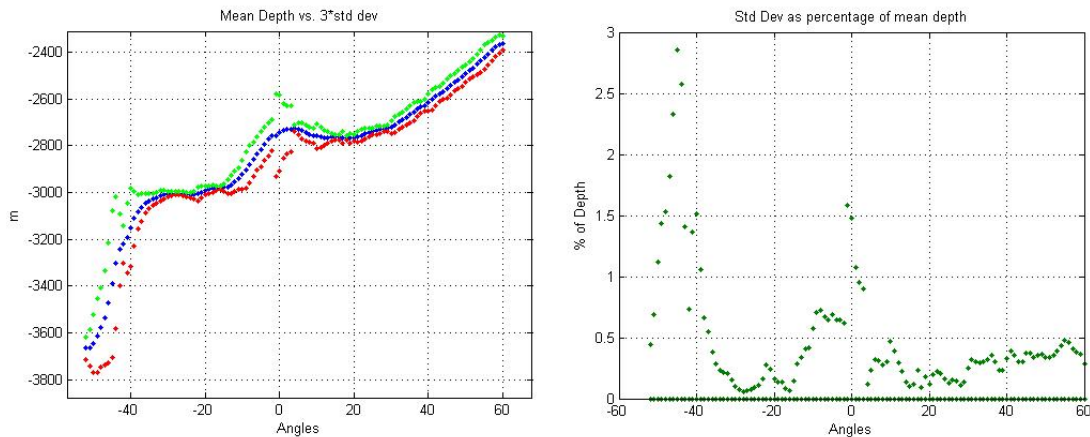 Mean Depth vs. 3*std dev
-2400
-2600
-2800
-3000
-3200
-3400
-3600
-3800
m
-40 -20 0 20 40 60
Angles
Std Dev as percentage of mean depth
3
2.5
2
1.5
1
0.5
0
% of Depth
-60 -40 -20 0 20 40 60
Angles